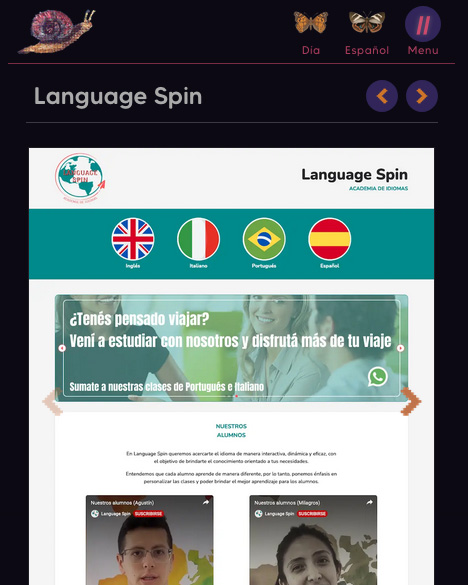 Día
Español
Menu
Language Spin
LANGUAGE
SPIN
Language Spin
ACADEMIA DE IDIOMAS
Inglés
Italiano
Portugués
Español
¿Tenés pensado viajar?
Vení a estudiar con nosotros y disfrutá más de tu viaje
Sumate a nuestras clases de Portugués e Italiano
NUESTROS
ALUMNOS
En Language Spin queremos acercarte el idioma de manera interactiva, dinámica y eficaz, con
el objetivo de brindarte el conocimiento orientado a tus necesidades.
Entendemos que cada alumno aprende de manera diferente, por lo tanto, ponemos énfasis en
personalizar las clases y poder brindar el mejor aprendizaje para los alumnos.
Nuestros alumnos (Agustín)
Language Spin SUSCRIBIRSE
Nuestros alumnos (Milagros)
Language Spin SUSCRIBIRSE